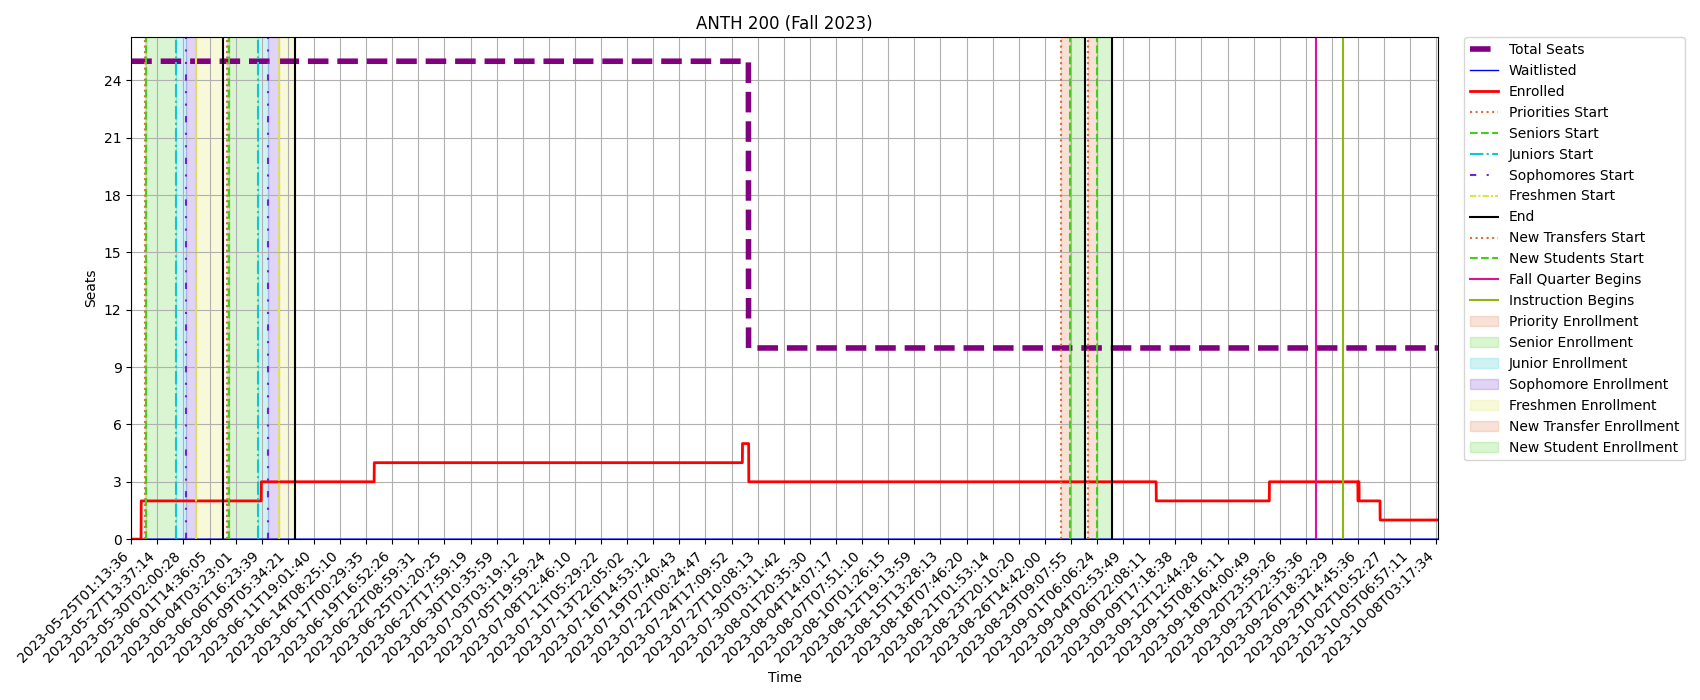 ANTH 200 (Fall 2023)
Seats
24
21
18
15
12
9
6
3
0
2023-05-25T01:13:36
2023-05-27T13:37:14
2023-05-30T02:00:28
2023-06-01T14:36:05
2023-06-04T03:23:01
2023-06-06T16:23:39
2023-06-09T05:34:21
2023-06-11T19:01:40
2023-06-14T08:25:10
2023-06-17T00:29:35
2023-06-19T16:52:26
2023-06-22T08:59:31
2023-06-25T01:20:25
2023-06-27T17:59:19
2023-06-30T10:35:59
2023-07-03T03:19:12
2023-07-05T19:59:24
2023-07-08T12:46:10
2023-07-11T05:29:22
2023-07-13T22:05:02
2023-07-16T14:53:12
2023-07-19T07:40:43
2023-07-22T00:24:47
2023-07-24T17:09:52
2023-07-27T10:08:13
2023-07-30T03:11:42
2023-08-01T20:35:30
2023-08-04T14:07:17
2023-08-07T07:51:10
2023-08-10T01:26:15
2023-08-12T19:13:59
2023-08-15T13:28:13
2023-08-18T07:46:20
2023-08-21T01:53:14
2023-08-23T20:10:20
2023-08-26T14:42:00
2023-08-29T09:07:55
2023-09-01T06:06:24
2023-09-04T02:53:49
2023-09-06T22:08:11
2023-09-09T17:18:38
2023-09-12T12:44:28
2023-09-15T08:16:11
2023-09-18T04:00:49
2023-09-20T23:59:26
2023-09-23T22:35:36
2023-09-26T18:32:29
2023-09-29T14:45:36
2023-10-02T10:52:27
2023-10-05T06:57:11
2023-10-08T03:17:34
Time
Total Seats
Waitlisted
Enrolled
Priorities Start
Seniors Start
Juniors Start
Sophomores Start
Freshmen Start
End
New Transfers Start
New Students Start
Fall Quarter Begins
Instruction Begins
Priority Enrollment
Senior Enrollment
Junior Enrollment
Sophomore Enrollment
Freshmen Enrollment
New Transfer Enrollment
New Student Enrollment